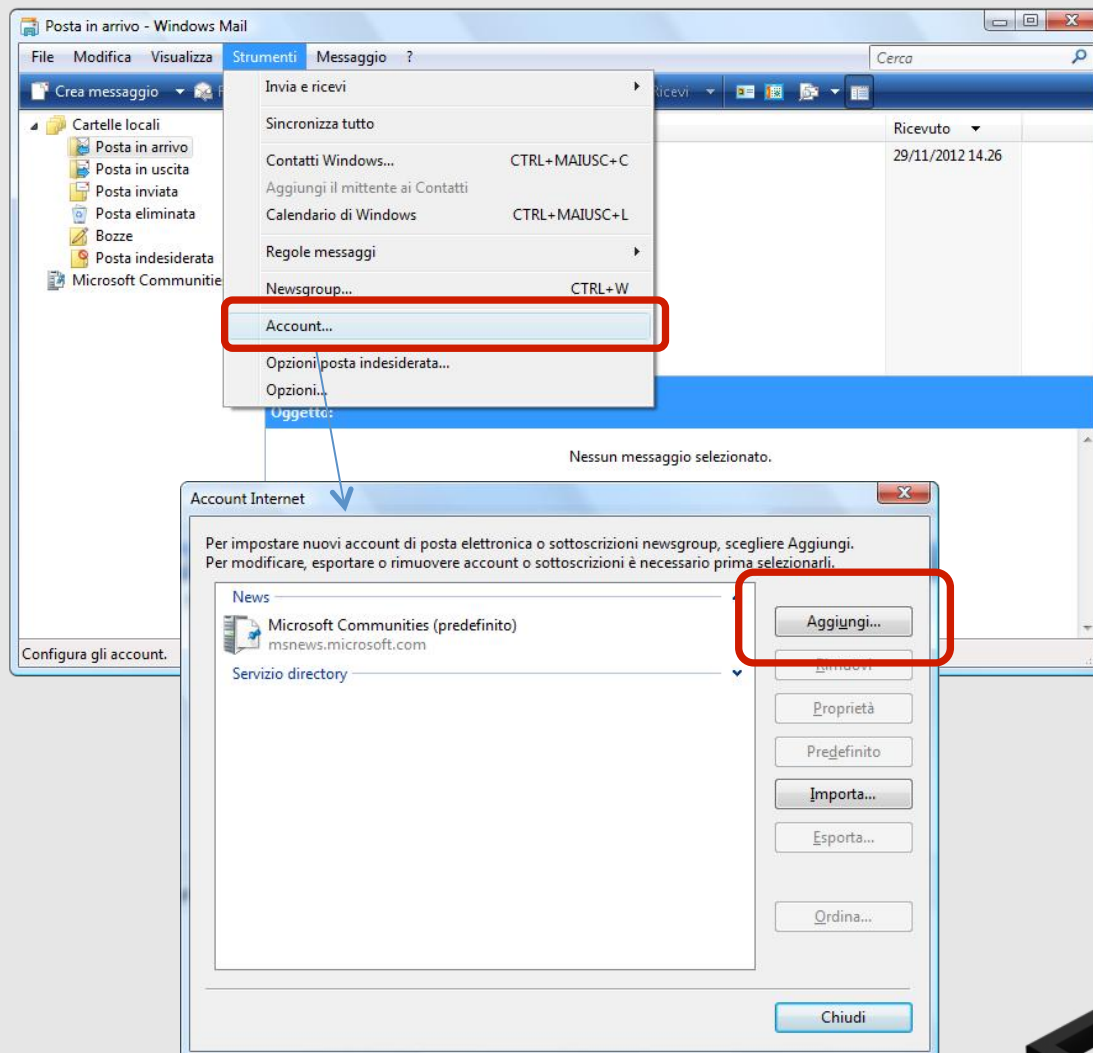 Posta in arrivo - Windows Mail
File Modifica Visualizza Strumenti Messaggio ?
Cerca
Crea messaggio
Ricevi
Invia e ricevi
Sincronizza tutto
Contatti Windows... CTRL+MAIUSC+C
Aggiungi il mittente ai Contatti
Calendario di Windows CTRL+MAIUSC+L
Regole messaggi
Newsgroup... CTRL+W
Account...
Opzioni posta indesiderata...
Opzioni...
Cartelle locali
Posta in arrivo
Posta in uscita
Posta inviata
Posta eliminata
Bozze
Posta indesiderata
Microsoft Communitie
Ricevuto
29/11/2012 14.26
Oggetto:
Nessun messaggio selezionato.
Configura gli account.
Account Internet
Per impostare nuovi account di posta elettronica o sottoscrizioni newsgroup, scegliere Aggiungi.
Per modificare, esportare o rimuovere account o sottoscrizioni è necessario prima selezionarli.
News
Microsoft Communities (predefinito)
msnews.microsoft.com
Servizio directory
Aggiungi...
Rimuovi
Proprietà
Predefinito
Importa...
Esporta...
Ordina...
Chiudi